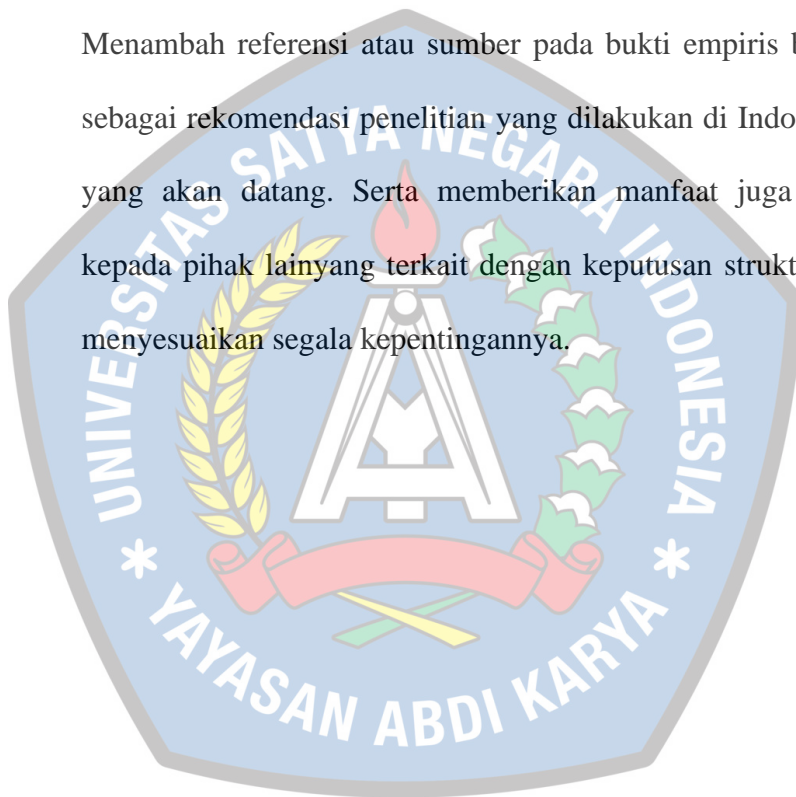 Menambah referensi atau sumber pada bukti empiris
sebagai rekomendasi penelitian yang dilakukan di
yang akan datang. Serta memberikan manfaat juga
kepada pihak lainyang terkait dengan keputusan
menyesuaikan segala kepentingannya.
UNIVERSITAS SATYA NEGARA INDONESIA
YAYASAN ABDI KARYA